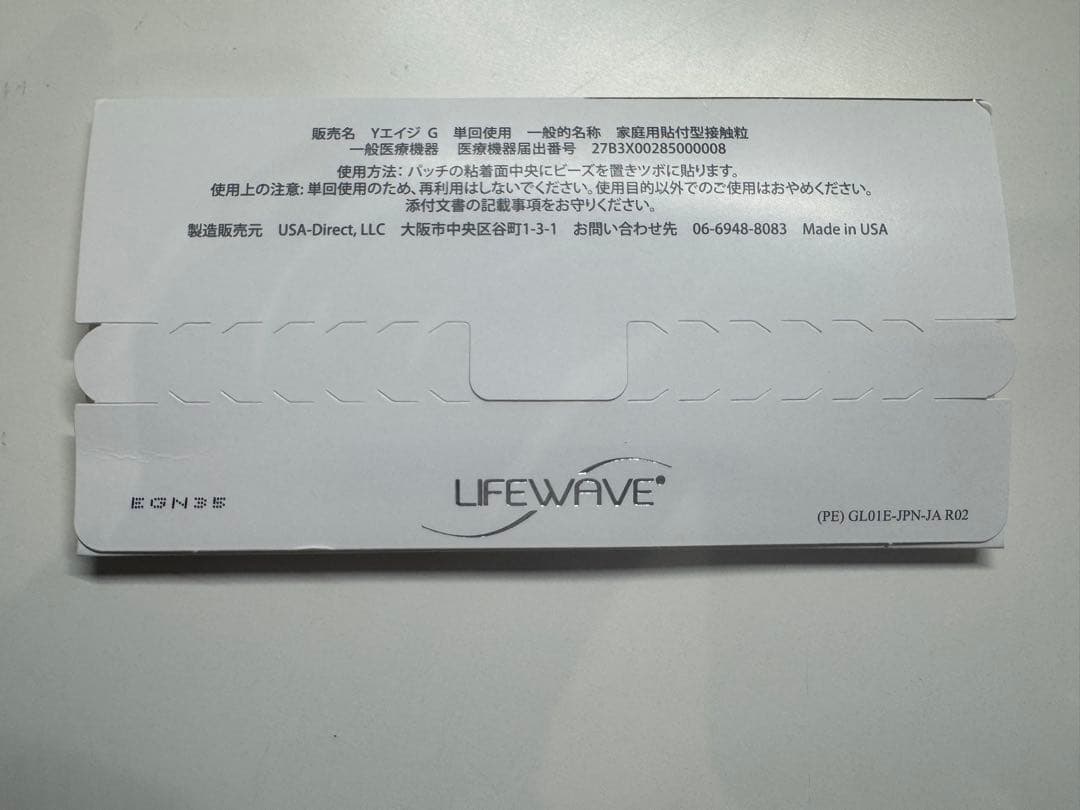 販売名 Yエイジ G 単回使用 一般的名称 家庭用貼付型接触粒
一般医療機器 医療機器届出番号 27B3X00285000008
使用方法：パッチの粘着面中央にビーズを置きツボに貼ります。
使用上の注意: 単回使用のため、再利用はしないでください。使用目的以外でのご使用はおやめください。
添付文書の記載事項をお守りください。
製造販売元 USA-Direct, LLC 大阪市中央区谷町1-3-1 お問い合わせ先 06-6948-8083 Made in USA
LIFEWAVE
EGN35
(PE) GL01E-JPN-JA R02